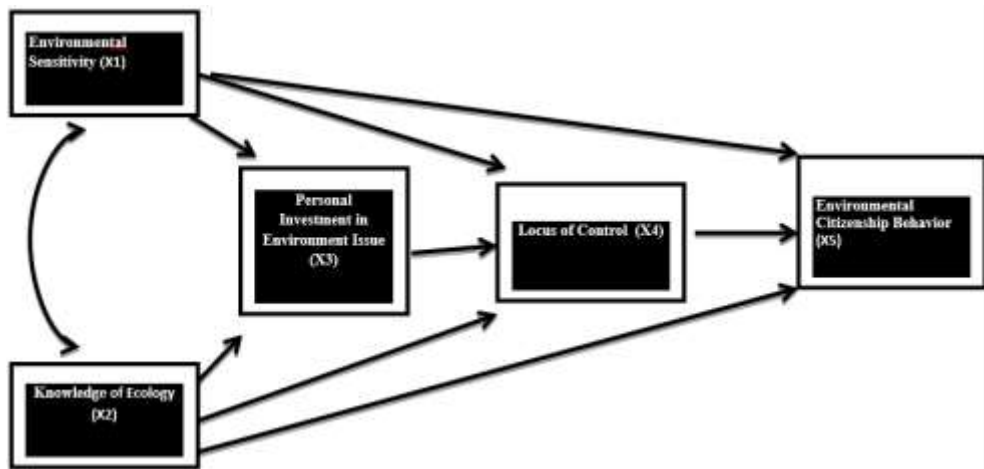 Environmental
Sensitivity (X1)
Personal
Investment in
Environment Issue
(X3)
Locus of Control (X4)
Environmental
Citizenship Behavior
(X5)
Knowledge of Ecology
(X2)